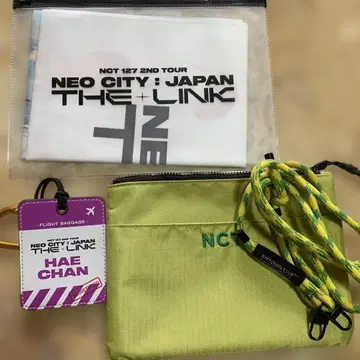 NCT 127 2ND TOUR
NEO CITY : JAPAN
THE LINK
NE
FLIGHT BAGGAGE
NCT 127 2ND TOUR
NEO CITY : JAPAN
THE LINK
HAE
CHAN
NCT